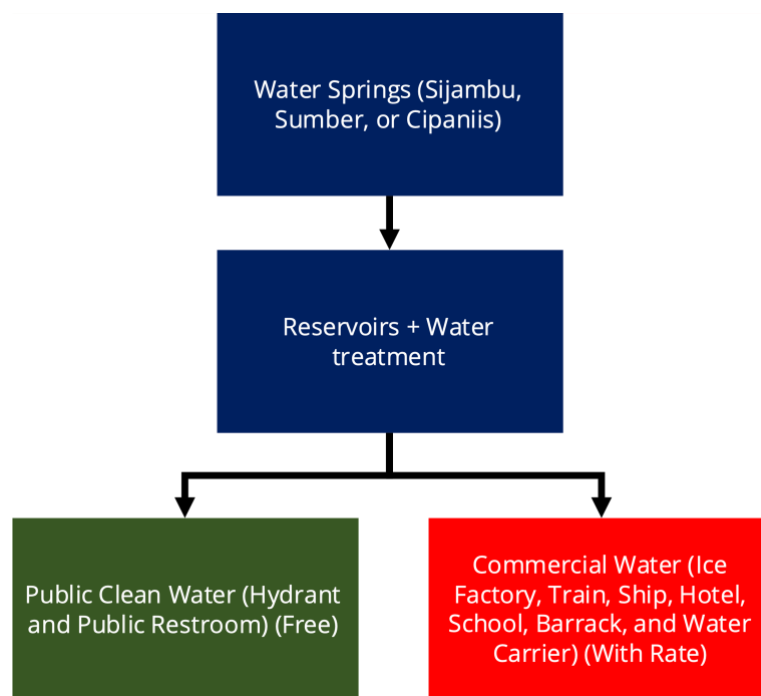 Water Springs (Sijambu,
Sumber, or Cipaniis)
Reservoirs + Water
treatment
Public Clean Water (Hydrant
and Public Restroom) (Free)
Commercial Water (Ice
Factory, Train, Ship, Hotel,
School, Barrack, and Water
Carrier) (With Rate)